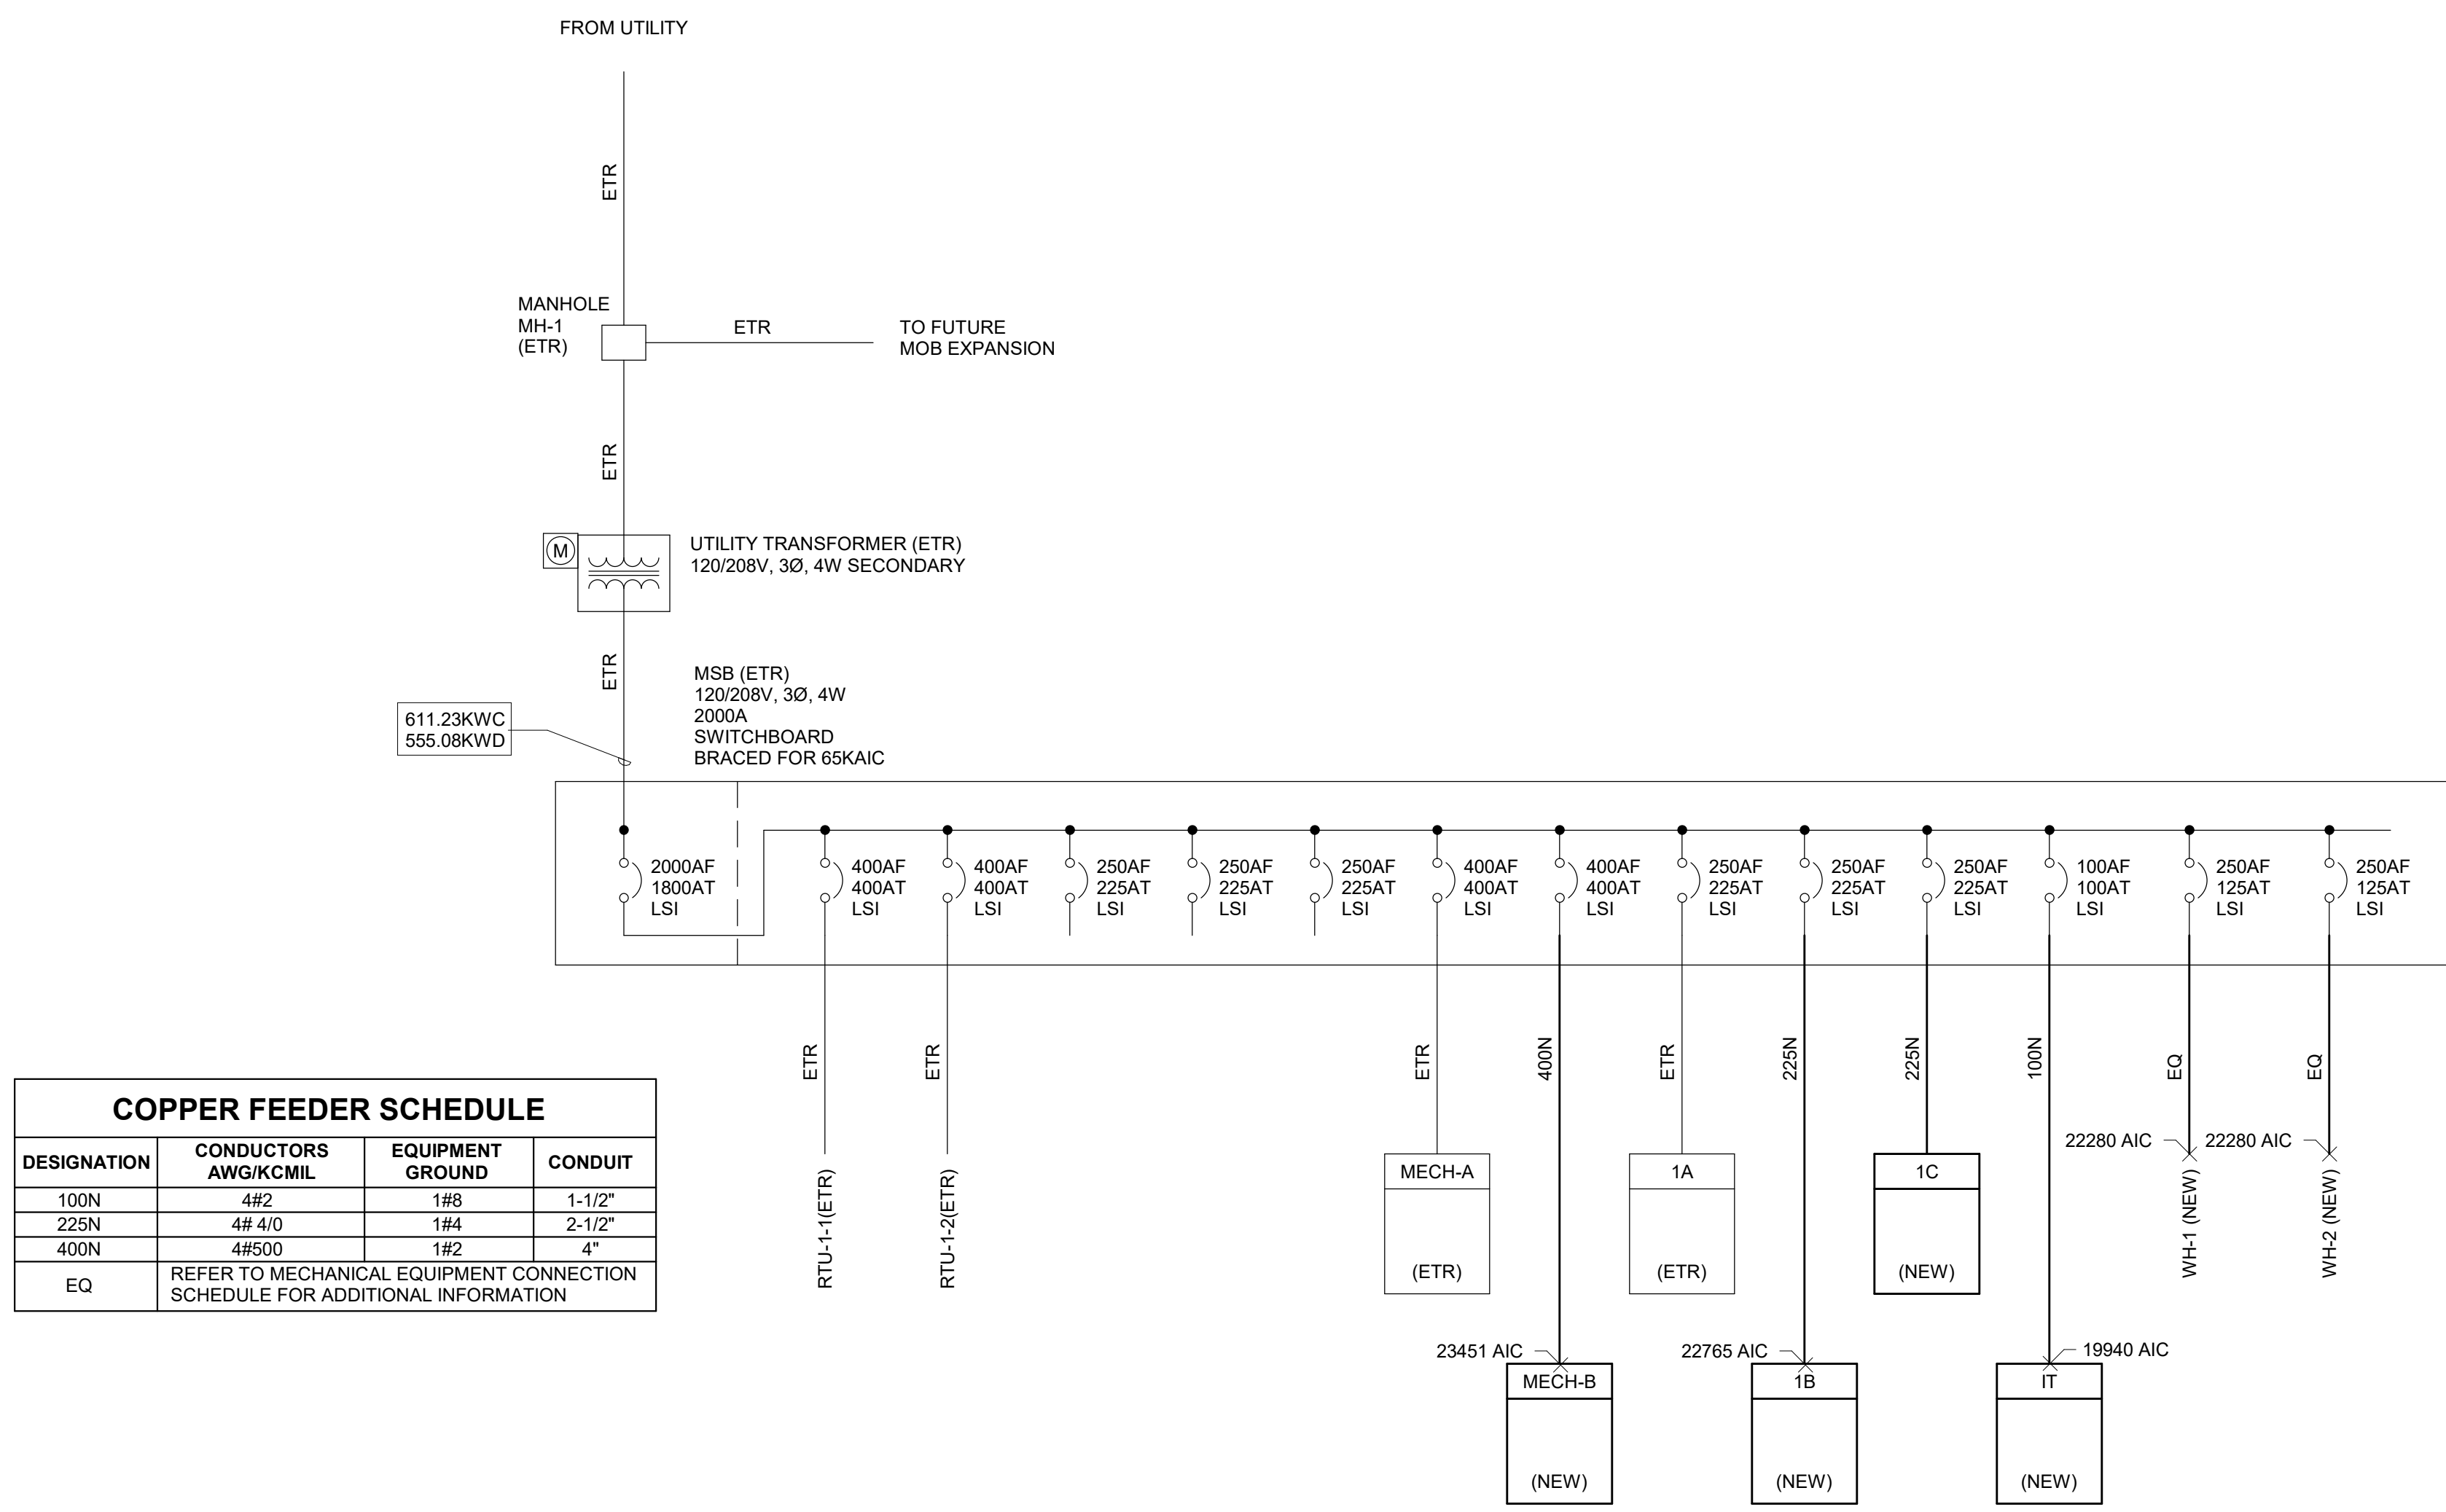 FROM UTILITY
ETR
MANHOLE
MH-1
(ETR)
ETR
TO FUTURE
MOB EXPANSION
ETR
M
UTILITY TRANSFORMER (ETR)
120/208V, 3Ø, 4W SECONDARY
ETR
MSB (ETR)
120/208V, 3Ø, 4W
2000A
SWITCHBOARD
BRACED FOR 65KAIC
611.23KWC
555.08KWD
2000AF
1800AT
LSI
400AF
400AT
LSI
400AF
400AT
LSI
250AF
225AT
LSI
250AF
225AT
LSI
250AF
225AT
LSI
400AF
400AT
LSI
400AF
400AT
LSI
250AF
225AT
LSI
250AF
225AT
LSI
250AF
225AT
LSI
100AF
100AT
LSI
250AF
125AT
LSI
250AF
125AT
LSI
ETR
ETR
ETR
400N
ETR
225N
225N
100N
EQ
EQ
RTU-1-1(ETR)
RTU-1-2(ETR)
MECH-A
(ETR)
1A
(ETR)
1C
(NEW)
22280 AIC
WH-1 (NEW)
22280 AIC
WH-2 (NEW)
23451 AIC
MECH-B
(NEW)
22765 AIC
1B
(NEW)
19940 AIC
IT
(NEW)
COPPER FEEDER SCHEDULE
DESIGNATION
CONDUCTORS
AWG/KCMIL
EQUIPMENT
GROUND
CONDUIT
100N 4#2 1#8 1-1/2"
225N 4# 4/0 1#4 2-1/2"
400N 4#500 1#2 4"
EQ
REFER TO MECHANICAL EQUIPMENT CONNECTION
SCHEDULE FOR ADDITIONAL INFORMATION